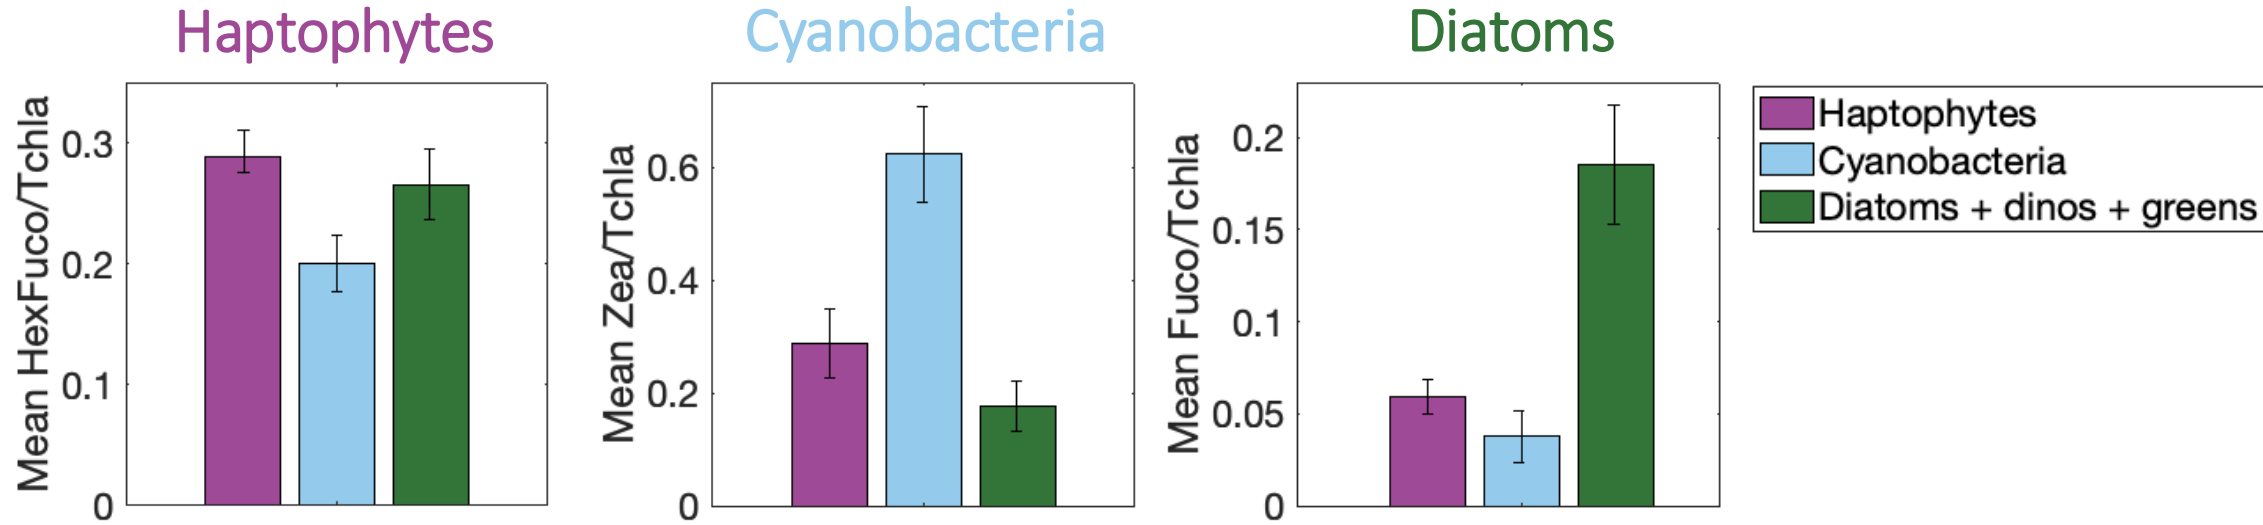 Haptophytes
Mean HexFuco/Tchla
0.3
0.2
0.1
0
Cyanobacteria
Mean Zea/Tchla
0.6
0.4
0.2
0
Diatoms
Mean Fuco/Tchla
0.2
0.15
0.1
0.05
0
Haptophytes
Cyanobacteria
Diatoms + dinos + greens